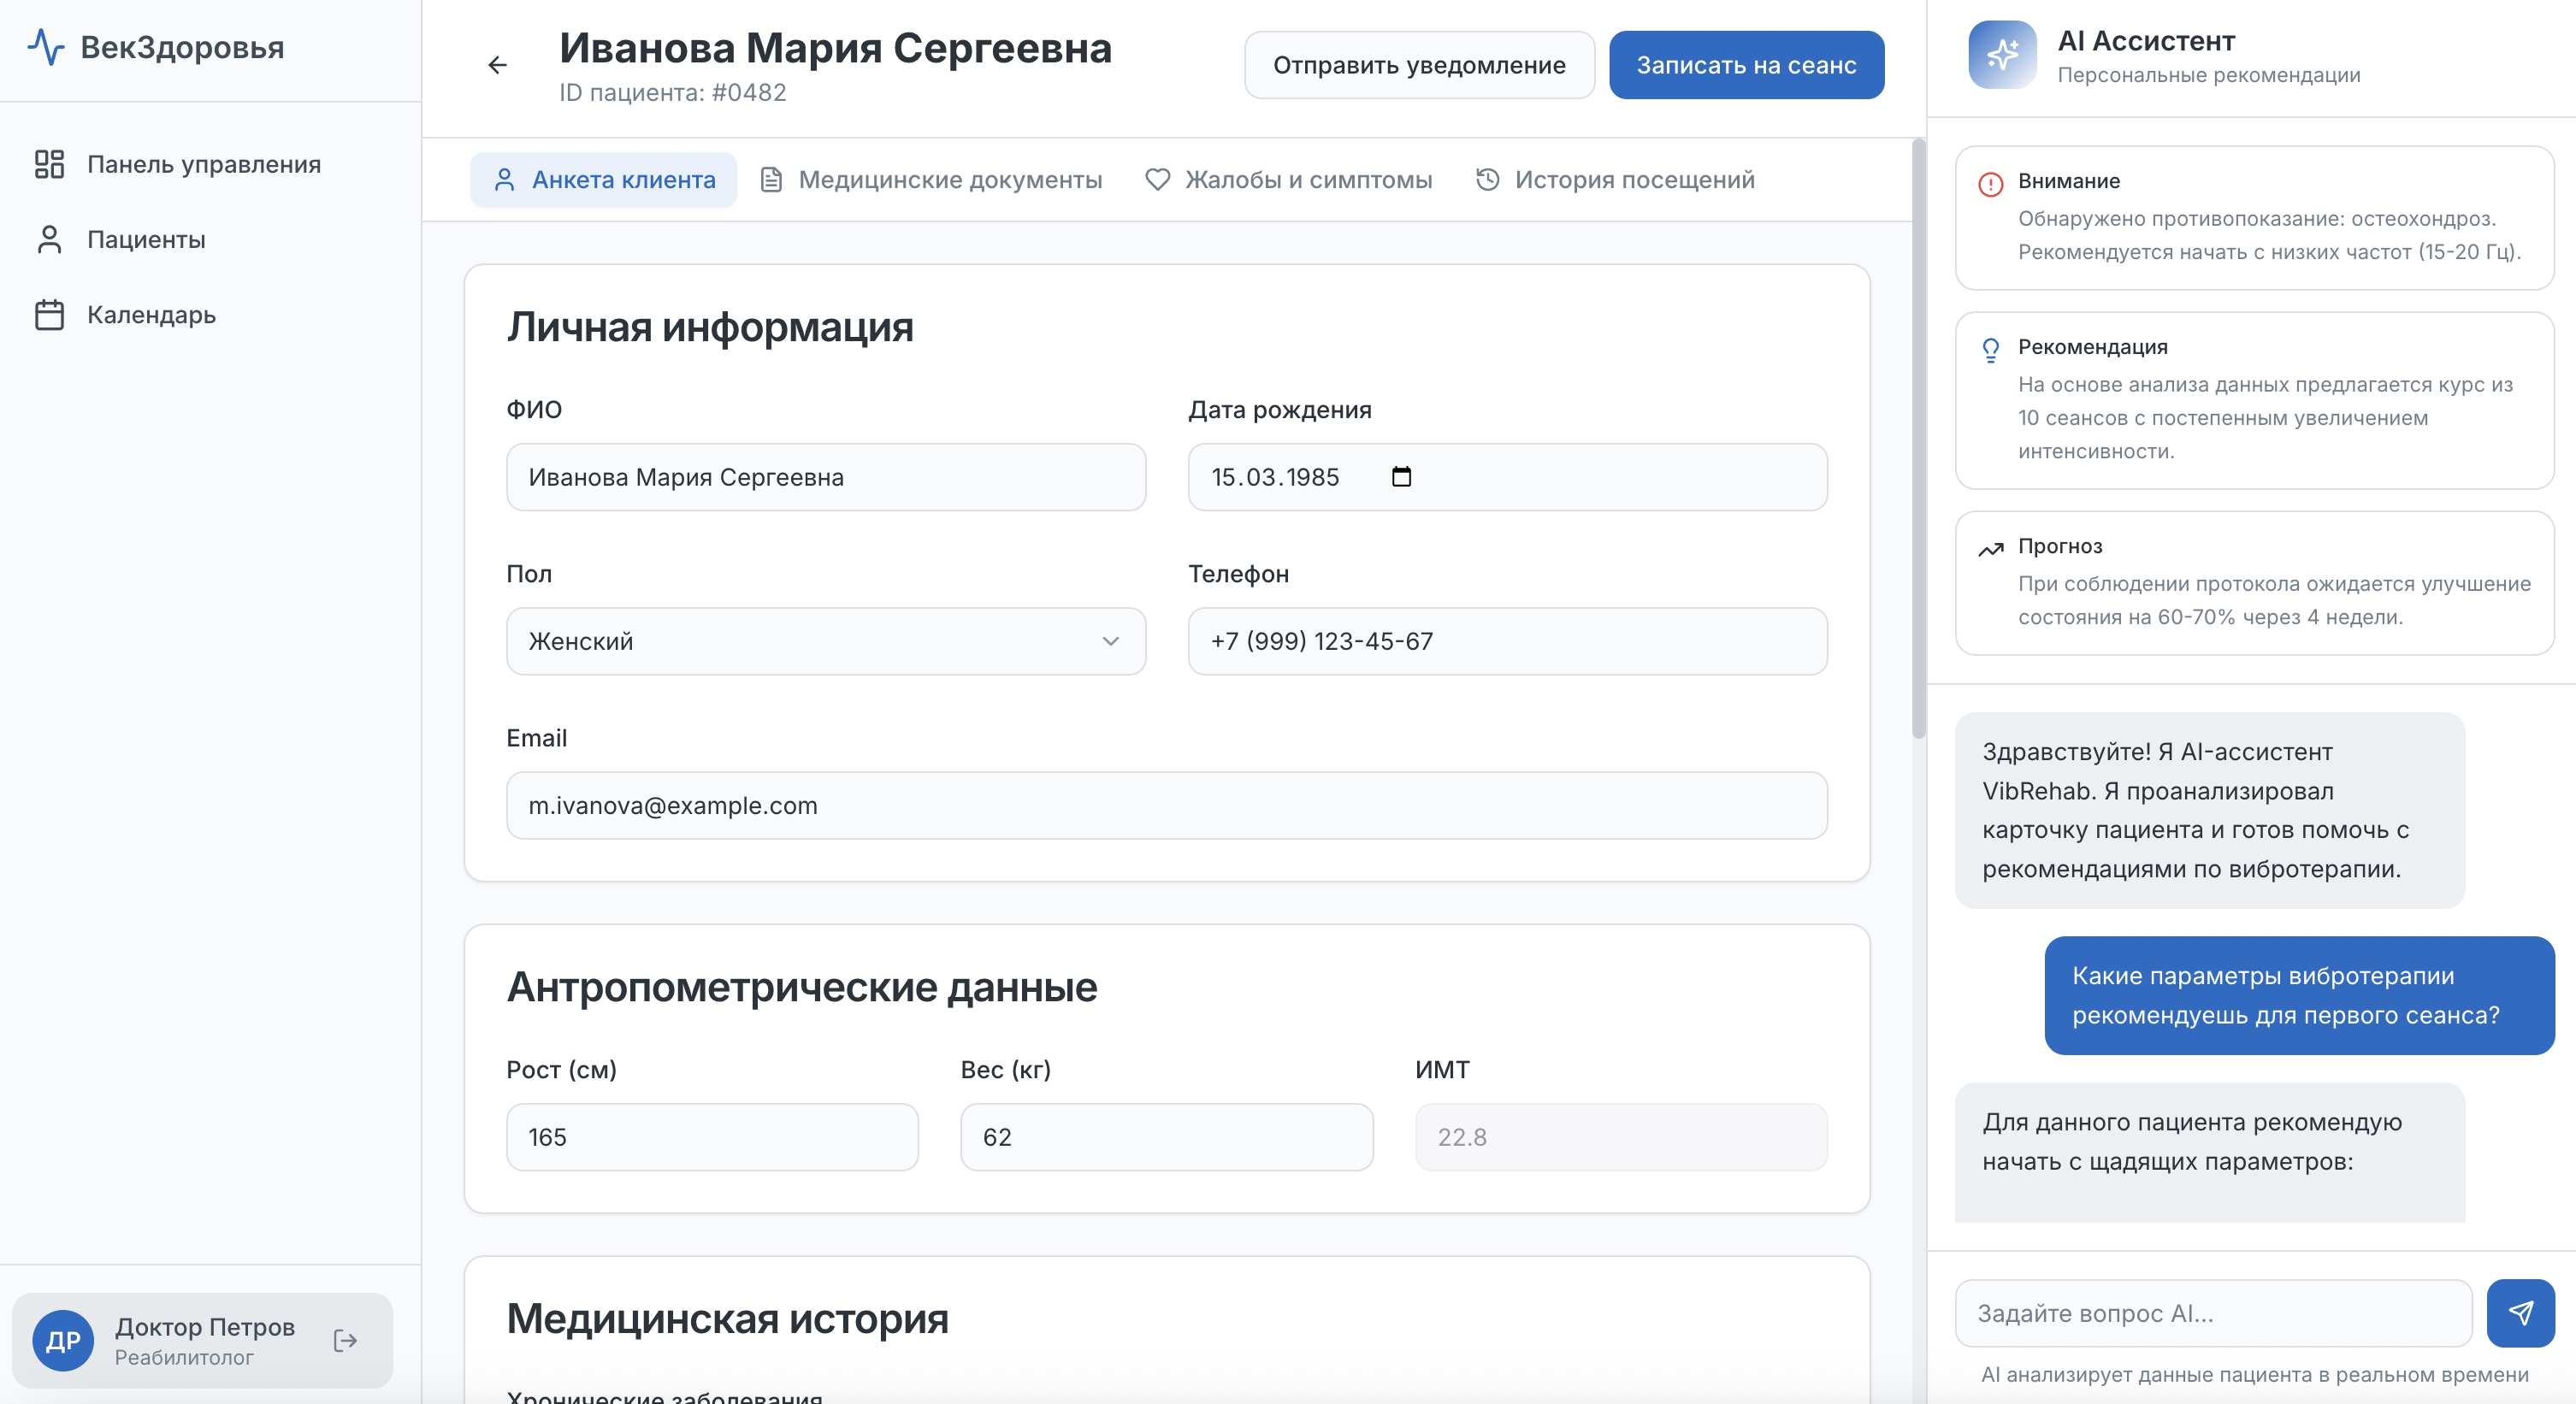 ВекЗдоровья
Панель управления
Пациенты
Календарь
ДР
Доктор Петров
Реабилитолог
Иванова Мария Сергеевна
ID пациента: #0482
Отправить уведомление
Записать на сеанс
Анкета клиента
Медицинские документы
Жалобы и симптомы
История посещений
Личная информация
ФИО
Дата рождения
Иванова Мария Сергеевна
15.03.1985
Пол
Телефон
Женский
+7 (999) 123-45-67
Email
m.ivanova@example.com
Антропометрические данные
Рост (см)
Вес (кг)
ИМТ
165
62
22.8
Медицинская история
Хронические заболевания
AI Ассистент
Персональные рекомендации
Внимание
Обнаружено противопоказание: остеохондроз.
Рекомендуется начать с низких частот (15-20 Гц).
Рекомендация
На основе анализа данных предлагается курс из
10 сеансов с постепенным увеличением
интенсивности.
Прогноз
При соблюдении протокола ожидается улучшение
состояния на 60-70% через 4 недели.
Здравствуйте! Я AI-ассистент
VibRehab. Я проанализировал
карточку пациента и готов помочь с
рекомендациями по вибротерапии.
Какие параметры вибротерапии
рекомендуешь для первого сеанса?
Для данного пациента рекомендую
начать с щадящих параметров:
Задайте вопрос AI...
AI анализирует данные пациента в реальном времени